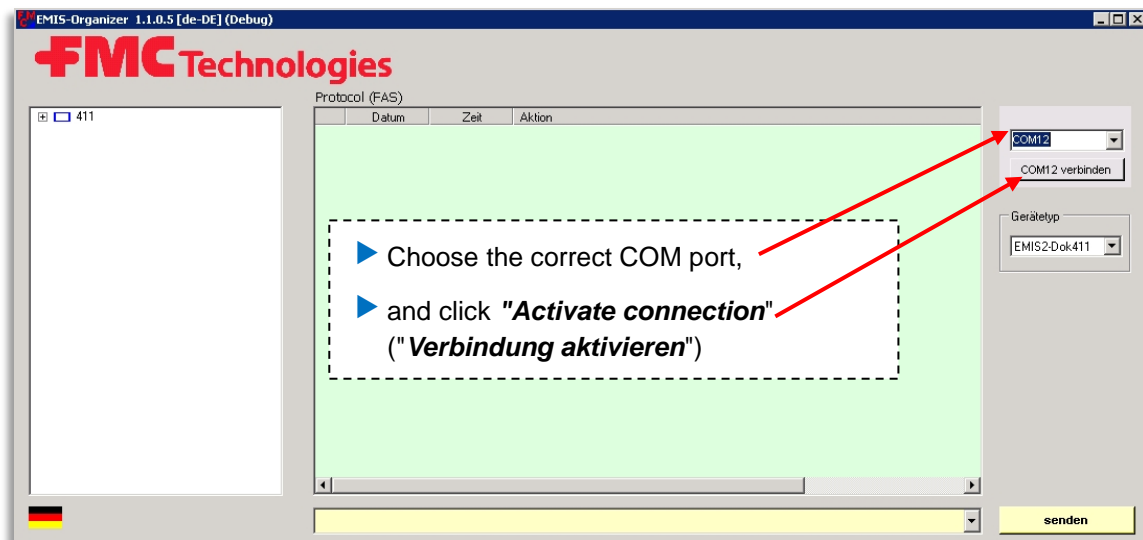 EMIS-Organizer 1.1.0.5 [de-DE] (Debug)
FMC Technologies
Protocol (FAS)
Datum Zeit Aktion
411
COM12
COM12 verbinden
Gerätetyp
EMIS2-Dok411
Choose the correct COM port,
and click "Activate connection"
("Verbindung aktivieren")
senden